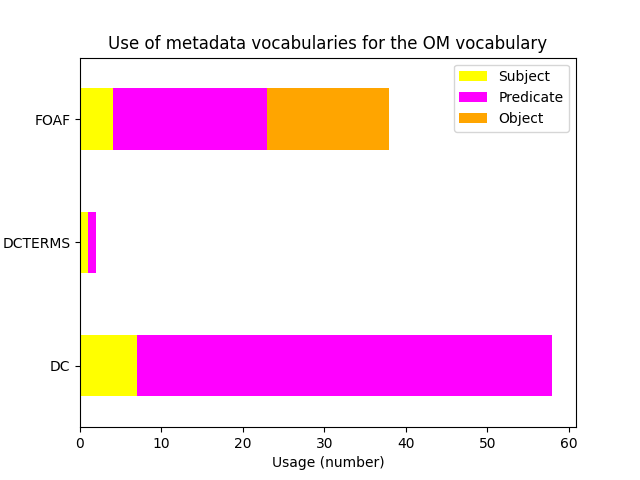 Use of metadata vocabularies for the OM vocabulary
Subject
Predicate
Object
FOAF
DCTERMS
DC
0 10 20 30 40 50 60
Usage (number)